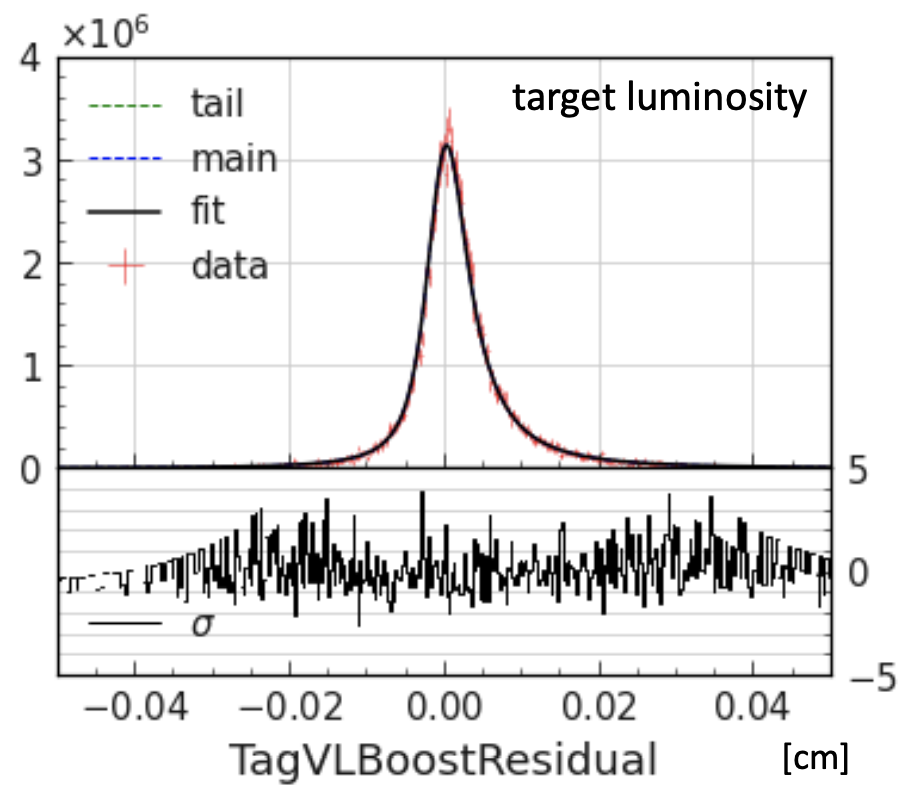 ×10⁶
4
target luminosity
tail
main
3
fit
2
data
1
0
5
0
σ
−5
−0.04 −0.02 0.00 0.02 0.04
TagVLBoostResidual [cm]